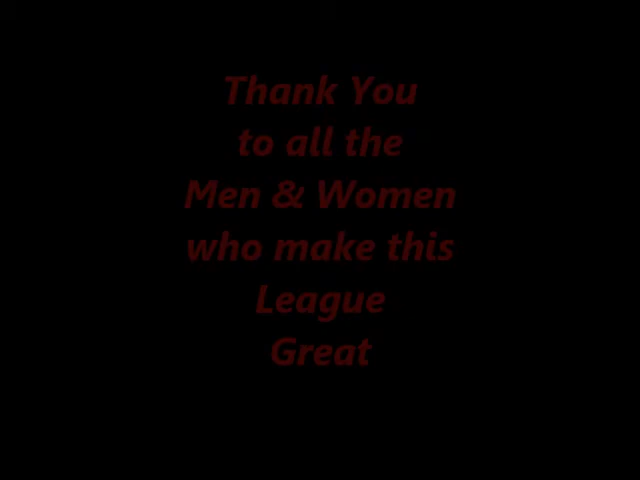 Thank You
to all the
Men & Women
who make this
League
Great